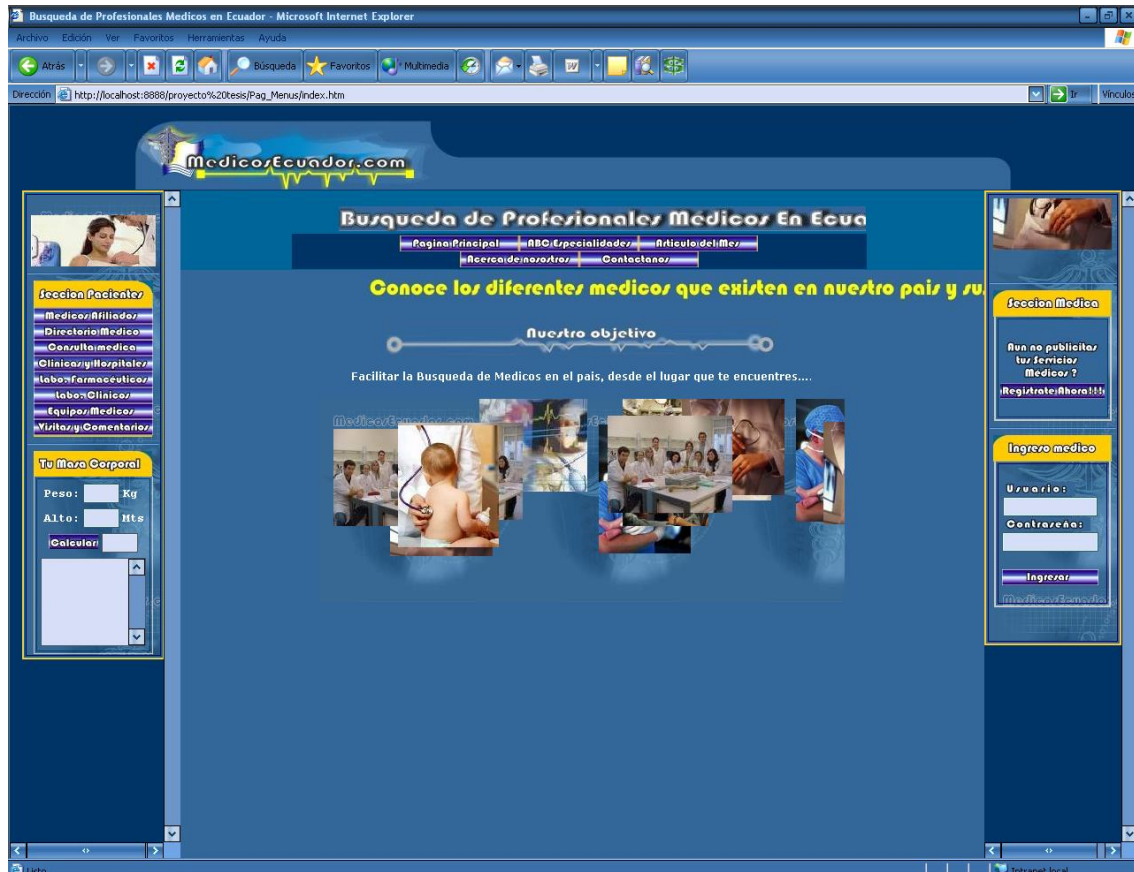 Busqueda de Profesionales Medicos en Ecuador - Microsoft Internet Explorer
Archivo Edición Ver Favoritos Herramientas Ayuda
Atrás Búsqueda Favoritos Multimedia
Dirección http://localhost:8888/proyecto%20tesis/Pag_Menus/index.htm Ir Vínculos
MedicosEcuador.com
Busqueda de Profesionales Medicos En Ecua
Pagina Principal ABC Especialidades Articulo del Mes
Acerca de nosostros Contactanos
Conoce los diferentes medicos que existen en nuestro pais y su
Nuestro objetivo
Facilitar la Busqueda de Medicos en el pais, desde el lugar que te encuentres....
MedicosEcuador.com
Seccion Pacientes
Medicos Afiliados
Directorio Medico
Consulta medica
Clinicas y Hospitales
Labo. Farmacéuticos
Labo. Clinicos
Equipos Medicos
Visitas y Comentarios
Tu Masa Corporal
Peso: Kg
Alto: Mts
Calcular
Seccion Medica
Aun no publicitas
tus Servicios
Médicos ?
Registrate Ahora!!!
Ingreso medico
Usuario:
Contraseña:
Ingresar
MedicosEcuador
Listo Intranet local